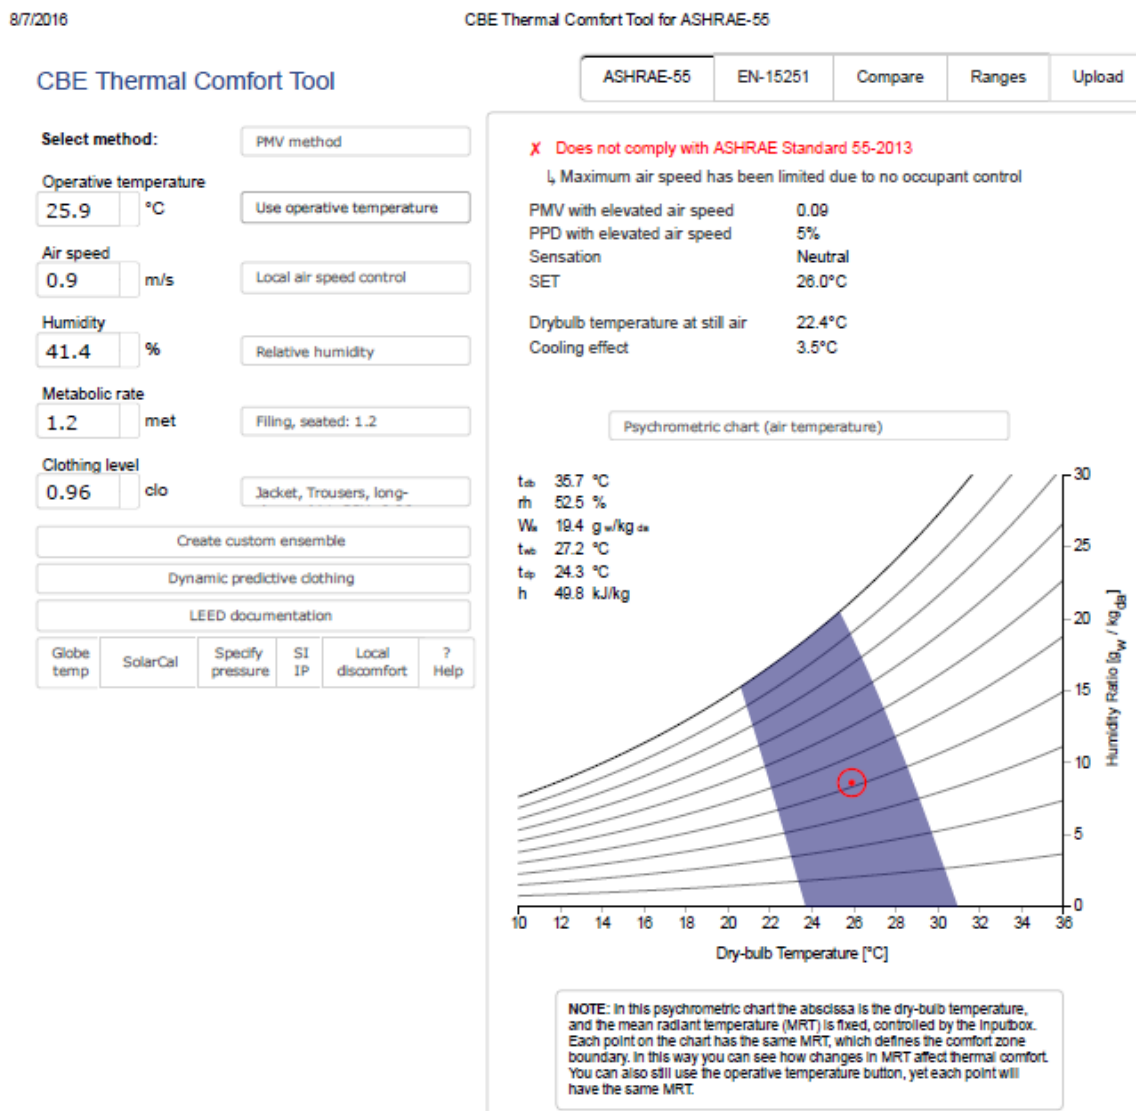 8/7/2016
CBE Thermal Comfort Tool for ASHRAE-55
CBE Thermal Comfort Tool
ASHRAE-55
EN-15251
Compare
Ranges
Upload
Select method:
PMV method
Operative temperature
25.9 °C
Use operative temperature
Air speed
0.9 m/s
Local air speed control
Humidity
41.4 %
Relative humidity
Metabolic rate
1.2 met
Filing, seated: 1.2
Clothing level
0.96 clo
Jacket, Trousers, long-
Create custom ensemble
Dynamic predictive clothing
LEED documentation
Globe temp
SolarCal
Specify pressure
SI IP
Local discomfort
? Help
✗ Does not comply with ASHRAE Standard 55-2013
↳ Maximum air speed has been limited due to no occupant control
PMV with elevated air speed 0.09
PPD with elevated air speed 5%
Sensation Neutral
SET 26.0°C
Drybulb temperature at still air 22.4°C
Cooling effect 3.5°C
Psychrometric chart (air temperature)
tdb 35.7 °C
rh 52.5 %
Wa 19.4 g w/kg da
twb 27.2 °C
tdp 24.3 °C
h 49.8 kJ/kg
30
25
20
15
10
5
0
Humidity Ratio [gw / kgda]
10 12 14 16 18 20 22 24 26 28 30 32 34 36
Dry-bulb Temperature [°C]
NOTE: In this psychrometric chart the abscissa is the dry-bulb temperature,
and the mean radiant temperature (MRT) is fixed, controlled by the inputbox.
Each point on the chart has the same MRT, which defines the comfort zone
boundary. In this way you can see how changes in MRT affect thermal comfort.
You can also still use the operative temperature button, yet each point will
have the same MRT.